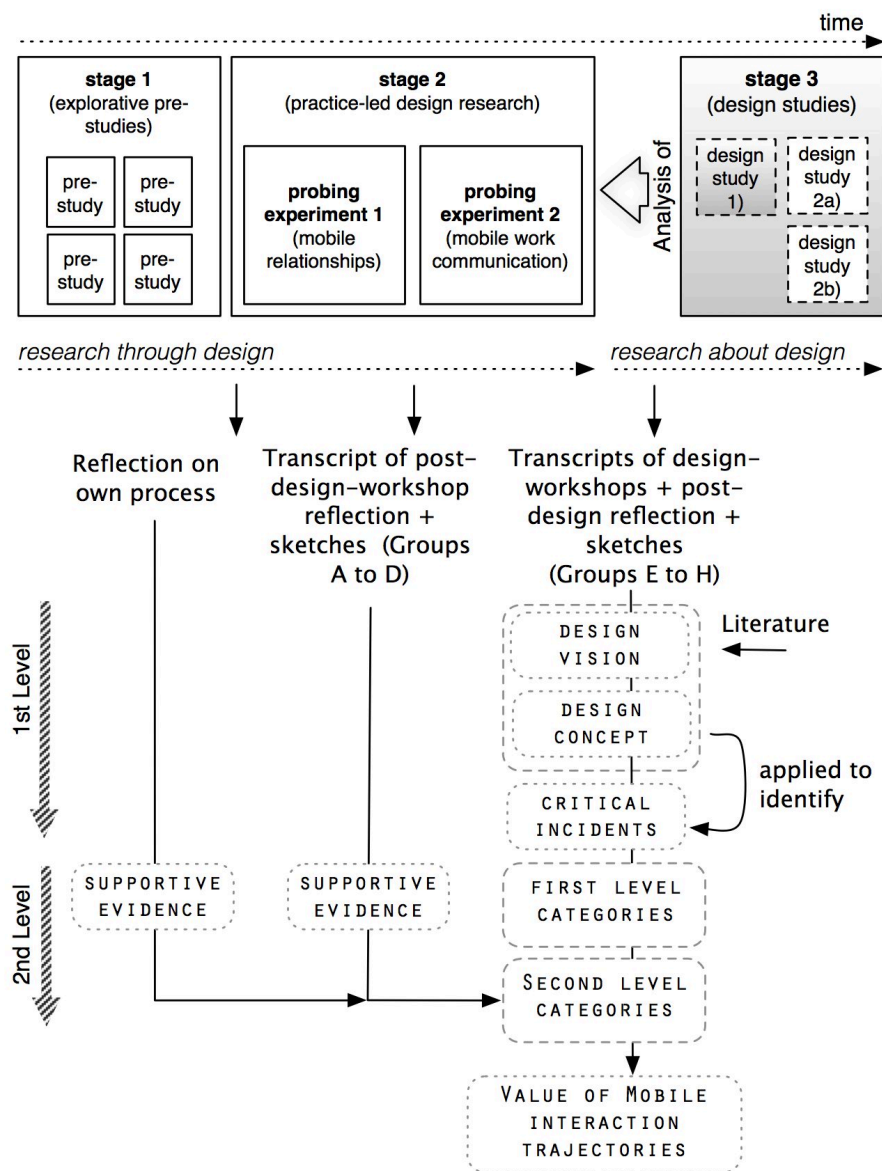 time
stage 1
(explorative pre-
studies)
pre-
study
pre-
study
pre-
study
pre-
study
stage 2
(practice-led design research)
probing
experiment 1
(mobile
relationships)
probing
experiment 2
(mobile work
communication)
Analysis of
stage 3
(design studies)
design
study
1)
design
study
2a)
design
study
2b)
research through design
research about design
Reflection on
own process
Transcript of post-
design-workshop
reflection +
sketches (Groups
A to D)
Transcripts of design-
workshops + post-
design reflection +
sketches
(Groups E to H)
1st Level
DESIGN
VISION
Literature
DESIGN
CONCEPT
applied to
identify
CRITICAL
INCIDENTS
2nd Level
SUPPORTIVE
EVIDENCE
SUPPORTIVE
EVIDENCE
FIRST LEVEL
CATEGORIES
SECOND LEVEL
CATEGORIES
VALUE OF MOBILE
INTERACTION
TRAJECTORIES